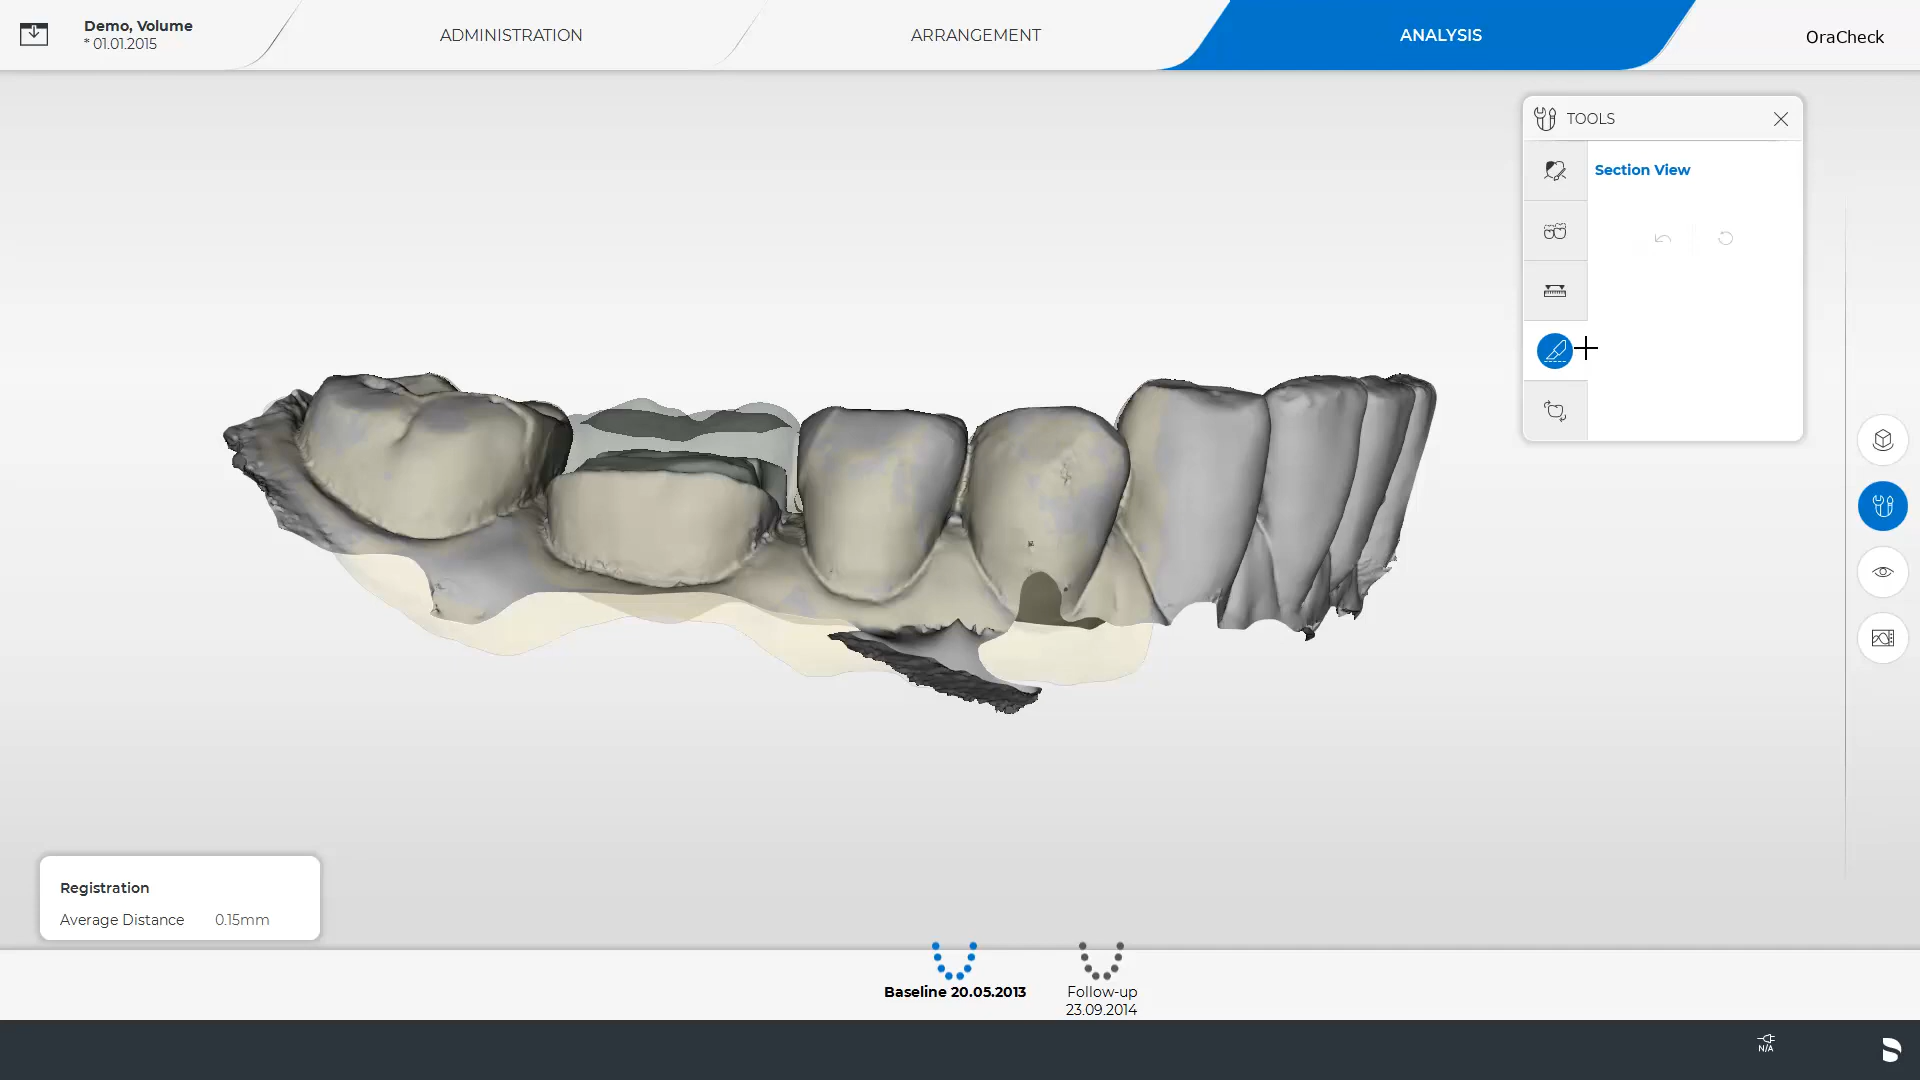 Demo, Volume
* 01.01.2015
ADMINISTRATION
ARRANGEMENT
ANALYSIS
OraCheck
TOOLS
Section View
Registration
Average Distance 0.15mm
Baseline 20.05.2013
Follow-up
23.09.2014
N/A